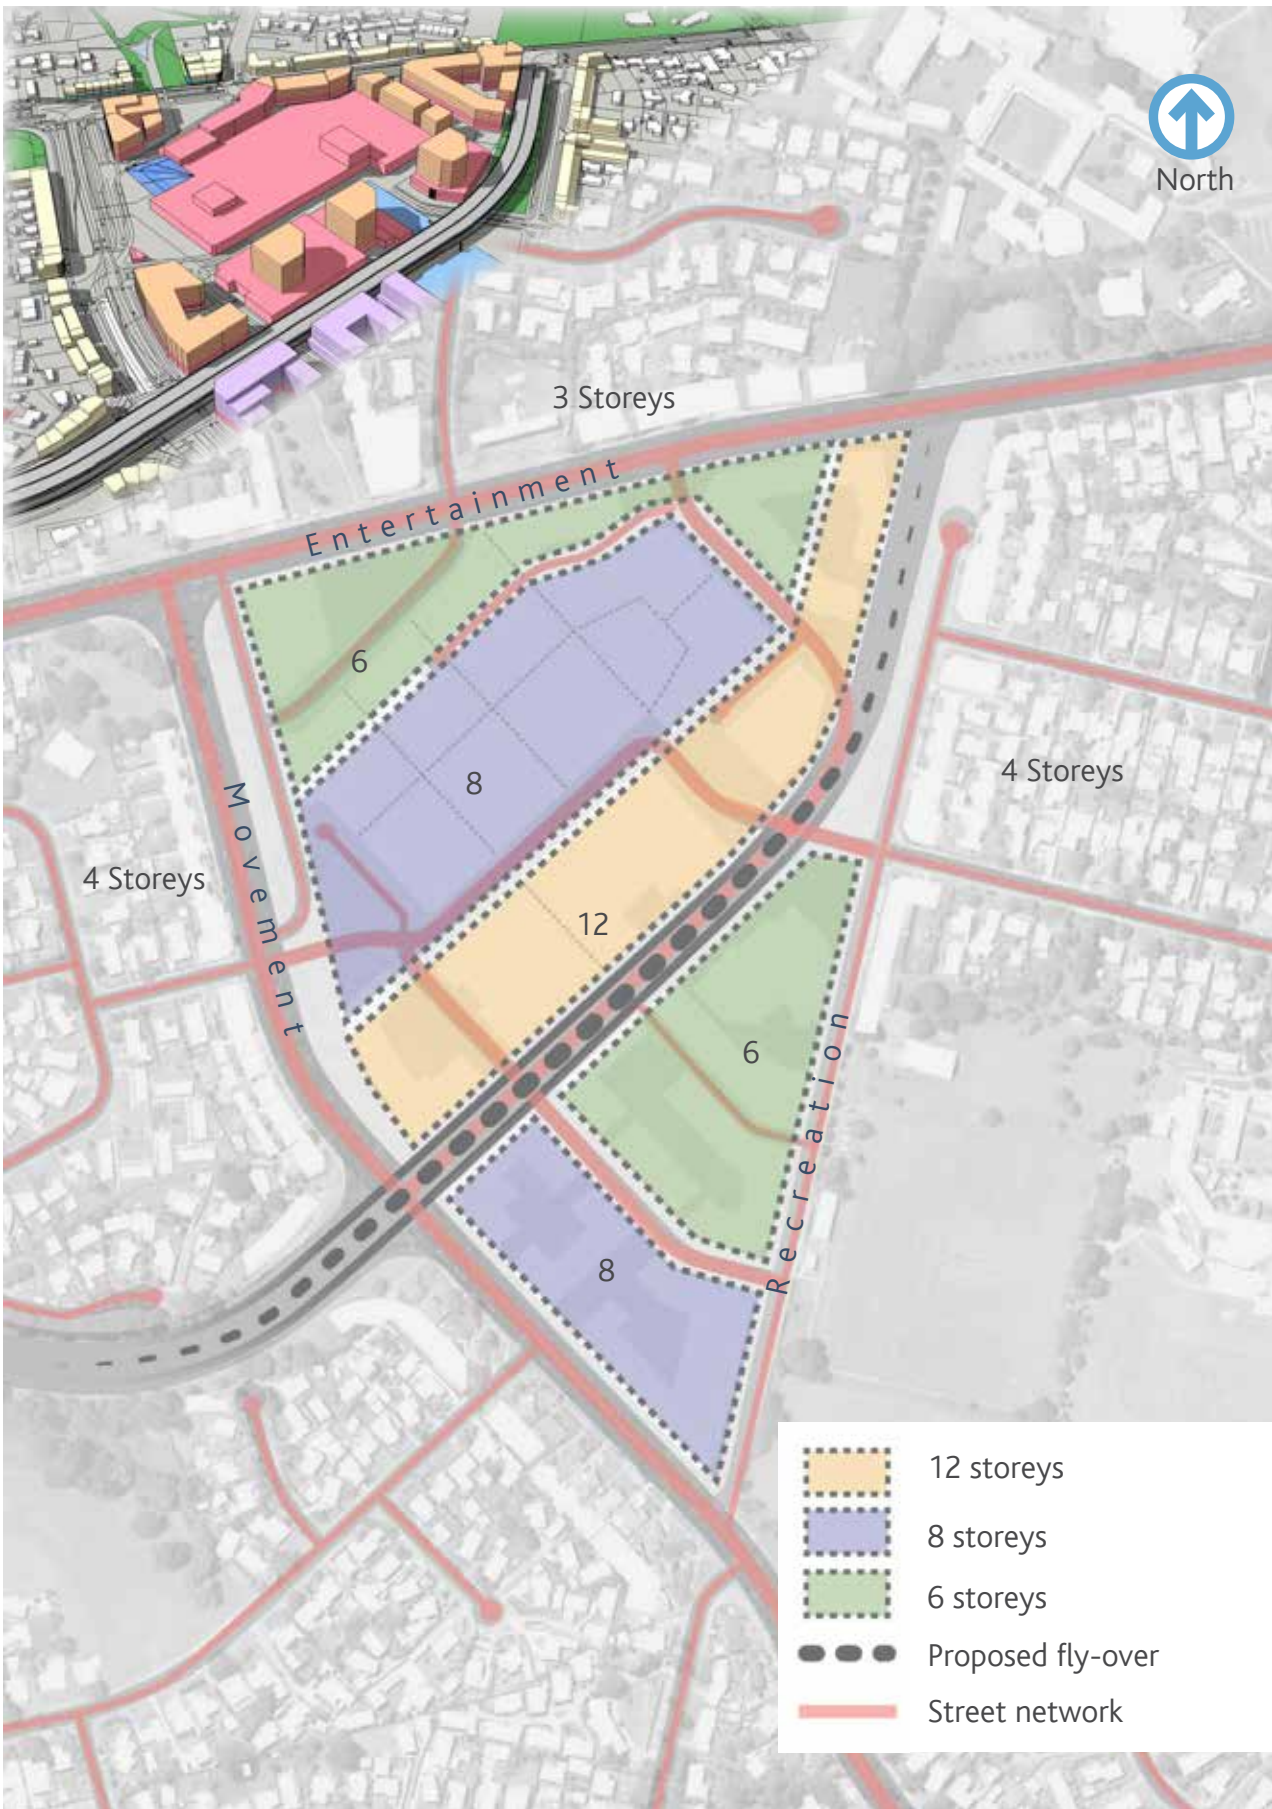 North
3 Storeys
Entertainment
6
8
4 Storeys
Movement
4 Storeys
12
6
Recreation
8
12 storeys
8 storeys
6 storeys
Proposed fly-over
Street network